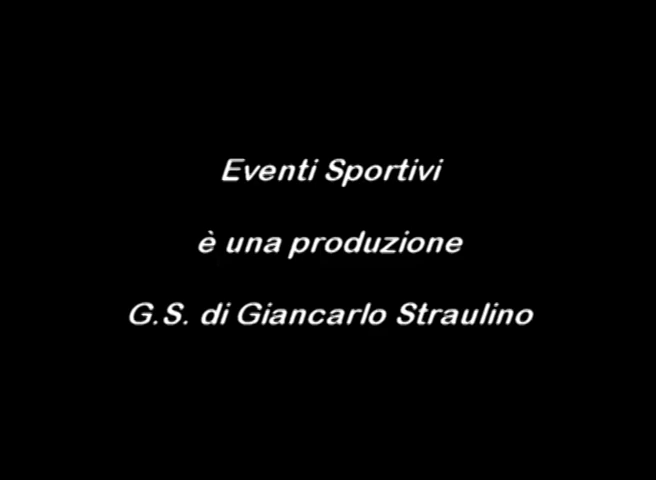 Eventi Sportivi
è una produzione
G.S. di Giancarlo Straulino